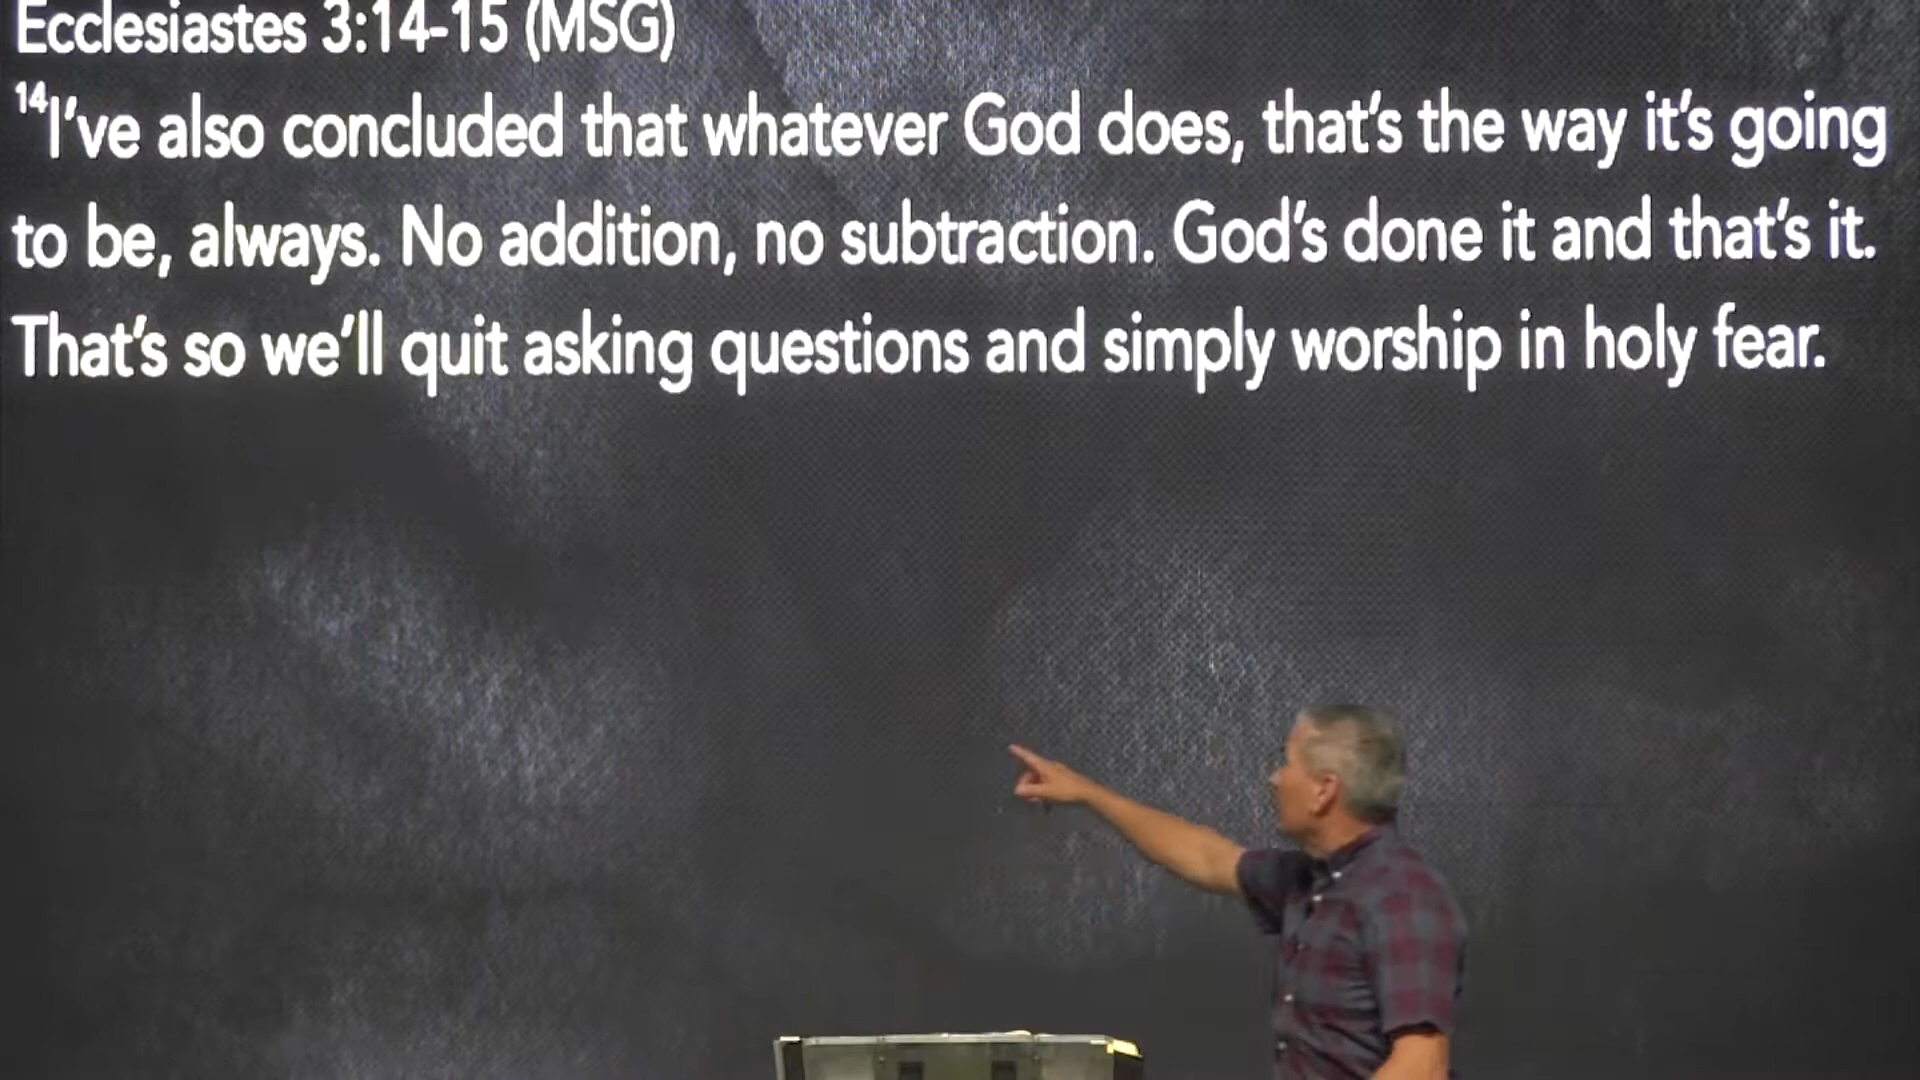 Ecclesiastes 3:14-15 (MSG)
14I’ve also concluded that whatever God does, that’s the way it’s going
to be, always. No addition, no subtraction. God’s done it and that’s it.
That’s so we’ll quit asking questions and simply worship in holy fear.